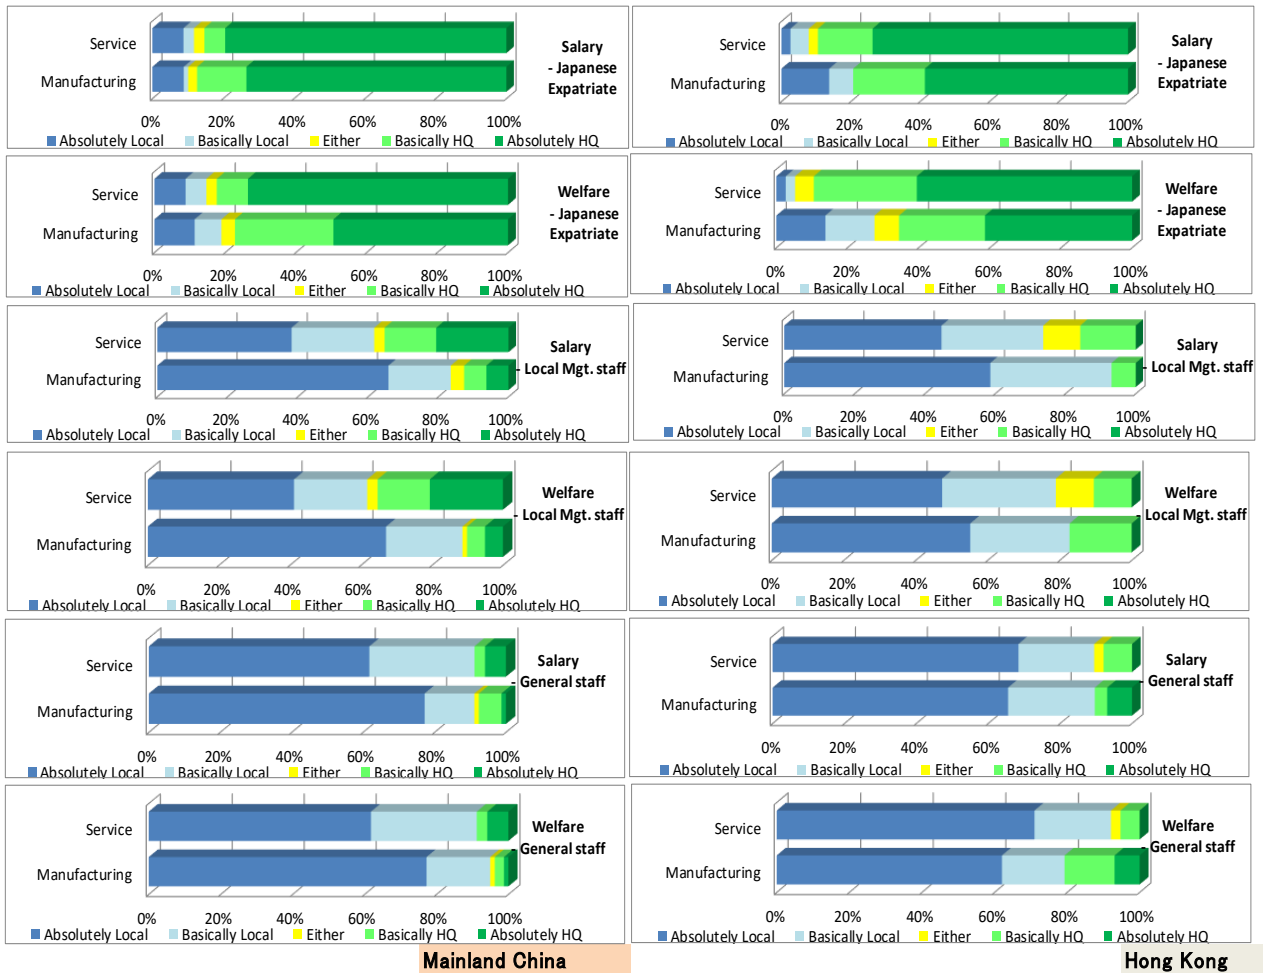 Service
Manufacturing
Salary
- Japanese
Expatriate
0% 20% 40% 60% 80% 100%
Absolutely Local Basically Local Either Basically HQ Absolutely HQ
Service
Manufacturing
Salary
- Japanese
Expatriate
0% 20% 40% 60% 80% 100%
Absolutely Local Basically Local Either Basically HQ Absolutely HQ
Service
Manufacturing
Welfare
- Japanese
Expatriate
0% 20% 40% 60% 80% 100%
Absolutely Local Basically Local Either Basically HQ Absolutely HQ
Service
Manufacturing
Welfare
- Japanese
Expatriate
0% 20% 40% 60% 80% 100%
Absolutely Local Basically Local Either Basically HQ Absolutely HQ
Service
Manufacturing
Salary
- Local Mgt. staff
0% 20% 40% 60% 80% 100%
Absolutely Local Basically Local Either Basically HQ Absolutely HQ
Service
Manufacturing
Salary
- Local Mgt. staff
0% 20% 40% 60% 80% 100%
Absolutely Local Basically Local Either Basically HQ Absolutely HQ
Service
Manufacturing
Welfare
- Local Mgt. staff
0% 20% 40% 60% 80% 100%
Absolutely Local Basically Local Either Basically HQ Absolutely HQ
Service
Manufacturing
Welfare
- Local Mgt. staff
0% 20% 40% 60% 80% 100%
Absolutely Local Basically Local Either Basically HQ Absolutely HQ
Service
Manufacturing
Salary
- General staff
0% 20% 40% 60% 80% 100%
Absolutely Local Basically Local Either Basically HQ Absolutely HQ
Service
Manufacturing
Salary
- General staff
0% 20% 40% 60% 80% 100%
Absolutely Local Basically Local Either Basically HQ Absolutely HQ
Service
Manufacturing
Welfare
- General staff
0% 20% 40% 60% 80% 100%
Absolutely Local Basically Local Either Basically HQ Absolutely HQ
Service
Manufacturing
Welfare
- General staff
0% 20% 40% 60% 80% 100%
Absolutely Local Basically Local Either Basically HQ Absolutely HQ
Mainland China
Hong Kong